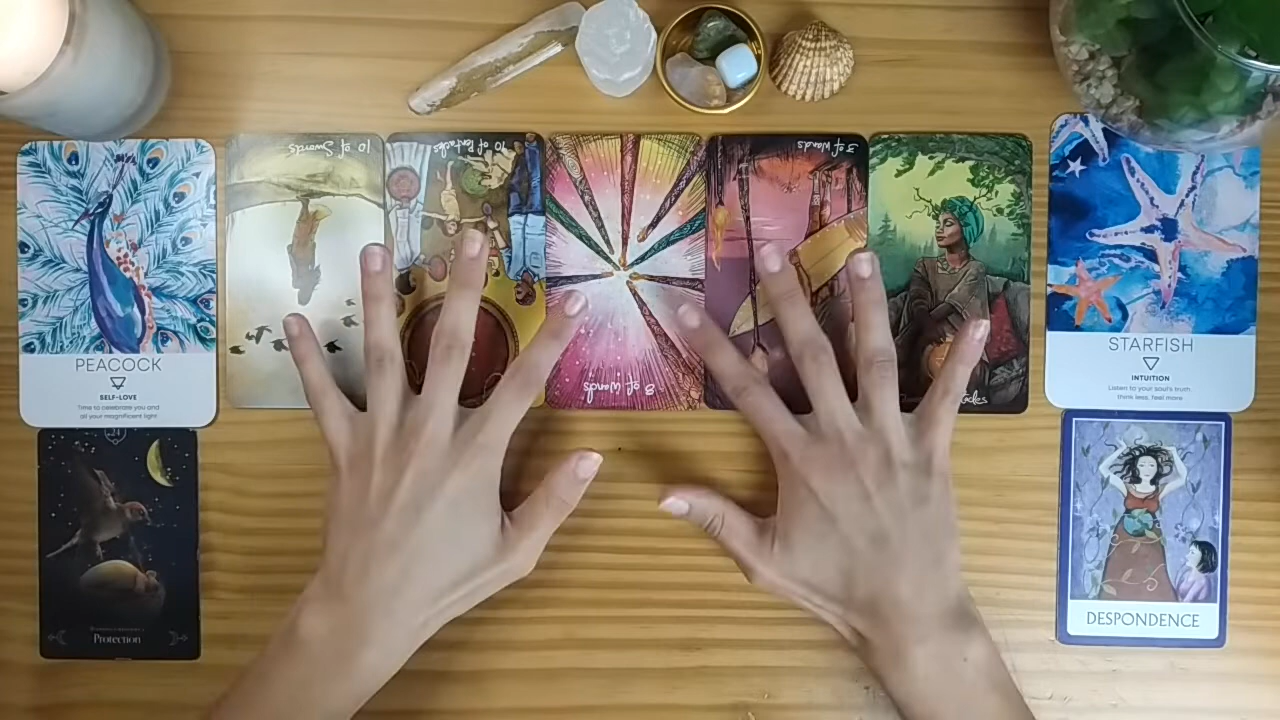 10 of Swords
10 of Pentacles
8 of Wands
3 of Wands
PEACOCK
SELF-LOVE
Time to celebrate you and
all your magnificent light
STARFISH
INTUITION
Listen to your soul's truth,
think less, feel more
24
Protection
DESPONDENCE